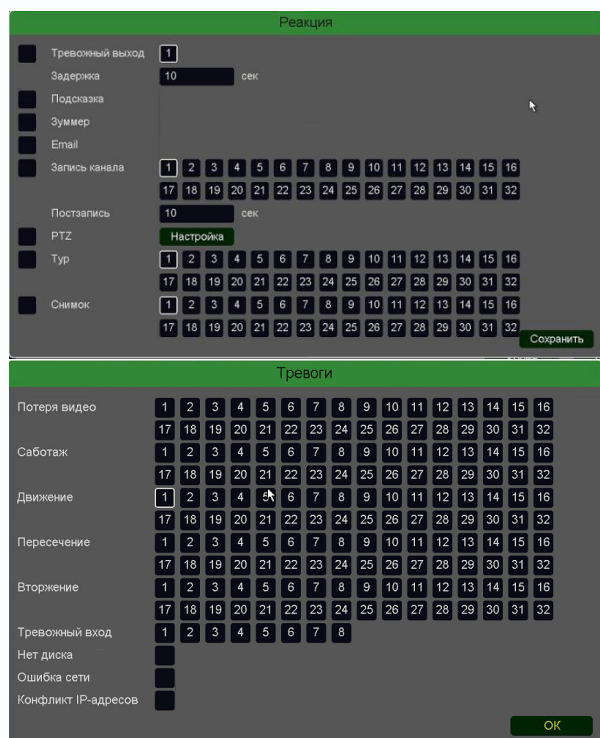 Реакция
Тревожный выход 1
Задержка 10 сек
Подсказка
Зуммер
Email
Запись канала 1 2 3 4 5 6 7 8 9 10 11 12 13 14 15 16
17 18 19 20 21 22 23 24 25 26 27 28 29 30 31 32
Постзапись 10 сек
PTZ Настройка
Тур 1 2 3 4 5 6 7 8 9 10 11 12 13 14 15 16
17 18 19 20 21 22 23 24 25 26 27 28 29 30 31 32
Снимок 1 2 3 4 5 6 7 8 9 10 11 12 13 14 15 16
17 18 19 20 21 22 23 24 25 26 27 28 29 30 31 32
Сохранить
Тревоги
Потеря видео 1 2 3 4 5 6 7 8 9 10 11 12 13 14 15 16
17 18 19 20 21 22 23 24 25 26 27 28 29 30 31 32
Саботаж 1 2 3 4 5 6 7 8 9 10 11 12 13 14 15 16
17 18 19 20 21 22 23 24 25 26 27 28 29 30 31 32
Движение 1 2 3 4 5 6 7 8 9 10 11 12 13 14 15 16
17 18 19 20 21 22 23 24 25 26 27 28 29 30 31 32
Пересечение 1 2 3 4 5 6 7 8 9 10 11 12 13 14 15 16
17 18 19 20 21 22 23 24 25 26 27 28 29 30 31 32
Вторжение 1 2 3 4 5 6 7 8 9 10 11 12 13 14 15 16
17 18 19 20 21 22 23 24 25 26 27 28 29 30 31 32
Тревожный вход 1 2 3 4 5 6 7 8
Нет диска
Ошибка сети
Конфликт IP-адресов
OK